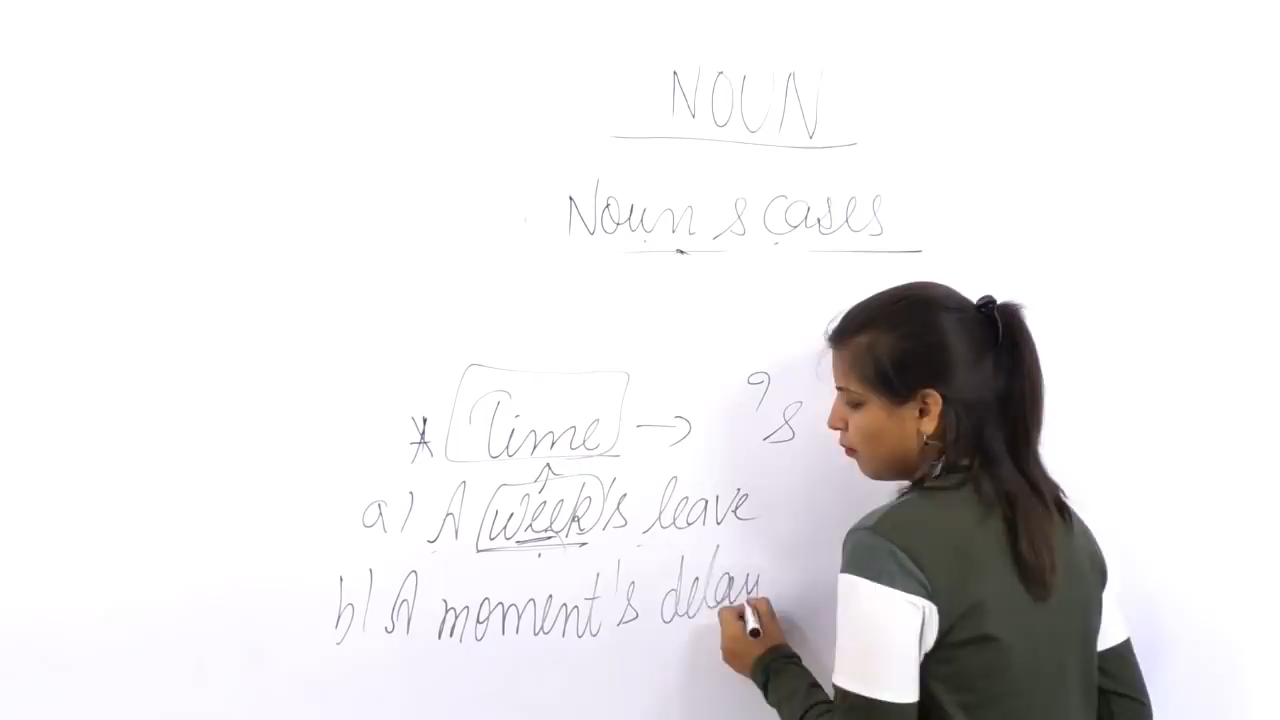 NOUN
Noun s cases
* Time → 's
a) A week's leave
b) A moment's delay